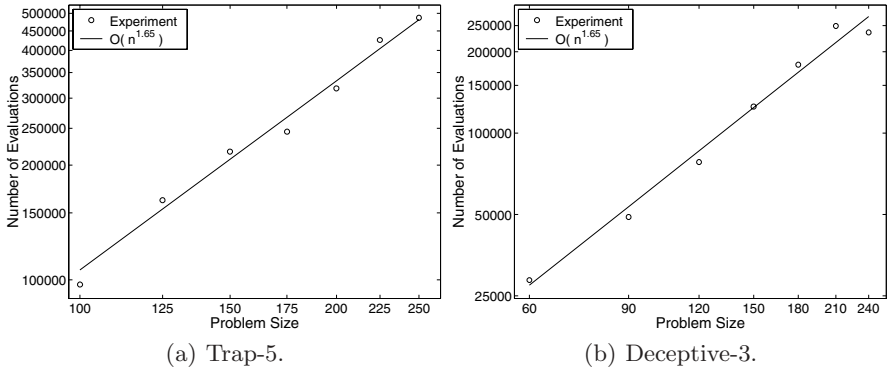 500000
450000
400000
350000
300000
250000
200000
150000
100000
Number of Evaluations
Experiment
O( n^1.65 )
100 125 150 175 200 225 250
Problem Size
(a) Trap-5.
250000
200000
150000
100000
50000
25000
Number of Evaluations
Experiment
O( n^1.65 )
60 90 120 150 180 210 240
Problem Size
(b) Deceptive-3.